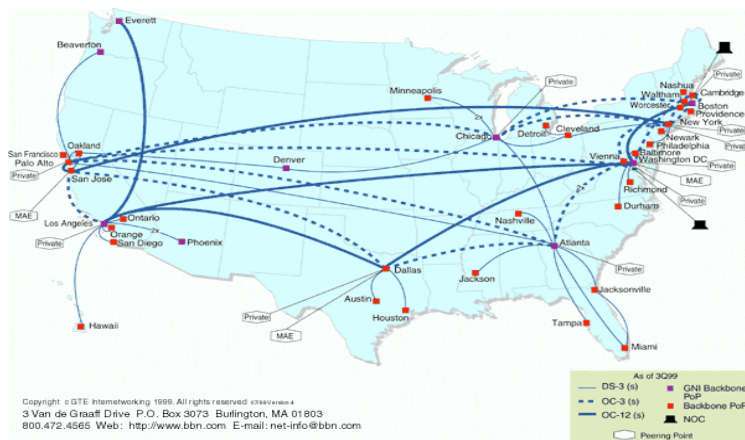 Everett
Beaverton
Minneapolis
Private
Private
Nashua
Waltham
Cambridge
Worcester
Boston
Providence
2x
Chicago
Detroit
Cleveland
New York
Private
Private
Newark
Philadelphia
Oakland
San Francisco
Palo Alto
Private
San Jose
Denver
Vienna
Baltimore
Washington DC
Private
MAE
MAE
2x
Richmond
Private
Durham
Los Angeles
Ontario
Orange
2x
Private
San Diego
Phoenix
Nashville
Atlanta
Private
Dallas
Jackson
Jacksonville
Austin
Houston
Private
MAE
Hawaii
Tampa
Miami
As of 3Q99
DS-3 (s)
GNI Backbone
PoP
OC-3 (s)
Backbone PoP
OC-12 (s)
NOC
Peering Point
Copyright c GTE Internetworking 1999. All rights reserved
3 Van de Graaff Drive P.O. Box 3073 Burlington, MA 01803
800.472.4565 Web: http://www.bbn.com E-mail: net-info@bbn.com